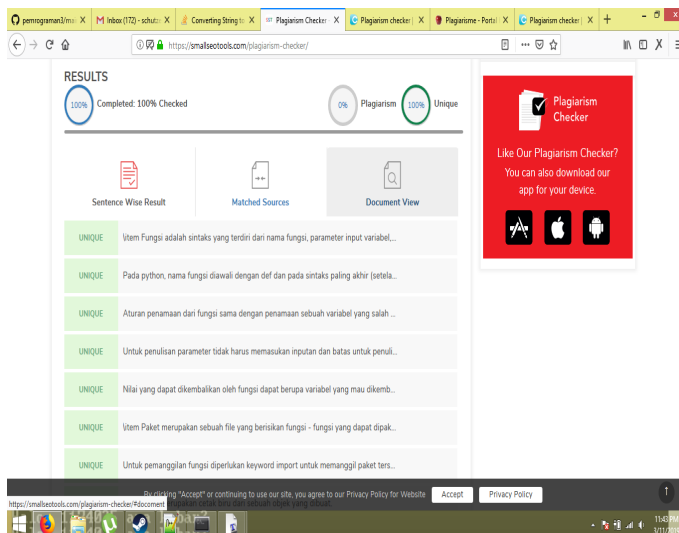 pemrograman3/ma
Inbox (172) - schutz
Converting String to
Plagiarism Checker -
Plagiarism checker |
Plagiarisme - Portal
Plagiarism checker |
https://smallseotools.com/plagiarism-checker/
RESULTS
100% Completed: 100% Checked
0% Plagiarism 100% Unique
Sentence Wise Result
Matched Sources
Document View
UNIQUE \item Fungsi adalah sintaks yang terdiri dari nama fungsi, parameter input variabel,...
UNIQUE Pada python, nama fungsi diawali dengan def dan pada sintaks paling akhir (setela...
UNIQUE Aturan penamaan dari fungsi sama dengan penamaan sebuah variabel yang salah ...
UNIQUE Untuk penulisan parameter tidak harus memasukan inputan dan batas untuk penuli...
UNIQUE Nilai yang dapat dikembalikan oleh fungsi dapat berupa variabel yang mau dikemb...
UNIQUE \item Paket merupakan sebuah file yang berisikan fungsi - fungsi yang dapat dipak...
UNIQUE Untuk pemanggilan fungsi diperlukan keyword import untuk memanggil paket ters...
Plagiarism
Checker
Like Our Plagiarism Checker?
You can also download our
app for your device.
By clicking "Accept" or continuing to use our site, you agree to our Privacy Policy for Website
Accept
Privacy Policy
https://smallseotools.com/plagiarism-checker/#document
11:43 PM